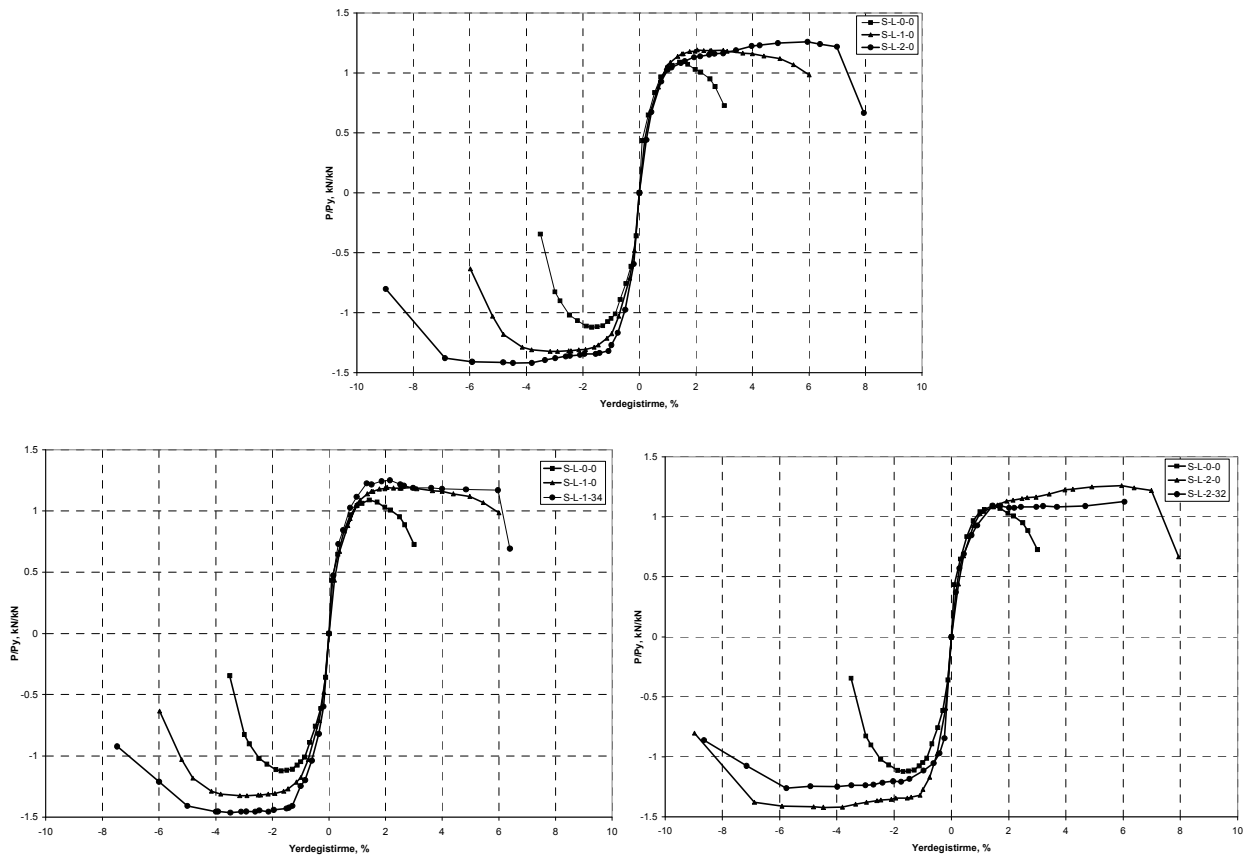 1.5
S-L-0-0
S-L-1-0
S-L-2-0
1
0.5
P/Py, kN/kN
0
-0.5
-1
-1.5
-10 -8 -6 -4 -2 0 2 4 6 8 10
Yerdegistirme, %
1.5
S-L-0-0
S-L-1-0
S-L-1-34
1
0.5
P/Py, kN/kN
0
-0.5
-1
-1.5
-10 -8 -6 -4 -2 0 2 4 6 8 10
Yerdegistirme, %
1.5
S-L-0-0
S-L-2-0
S-L-2-32
1
0.5
P/Py, kN/kN
0
-0.5
-1
-1.5
-10 -8 -6 -4 -2 0 2 4 6 8 10
Yerdegistirme, %